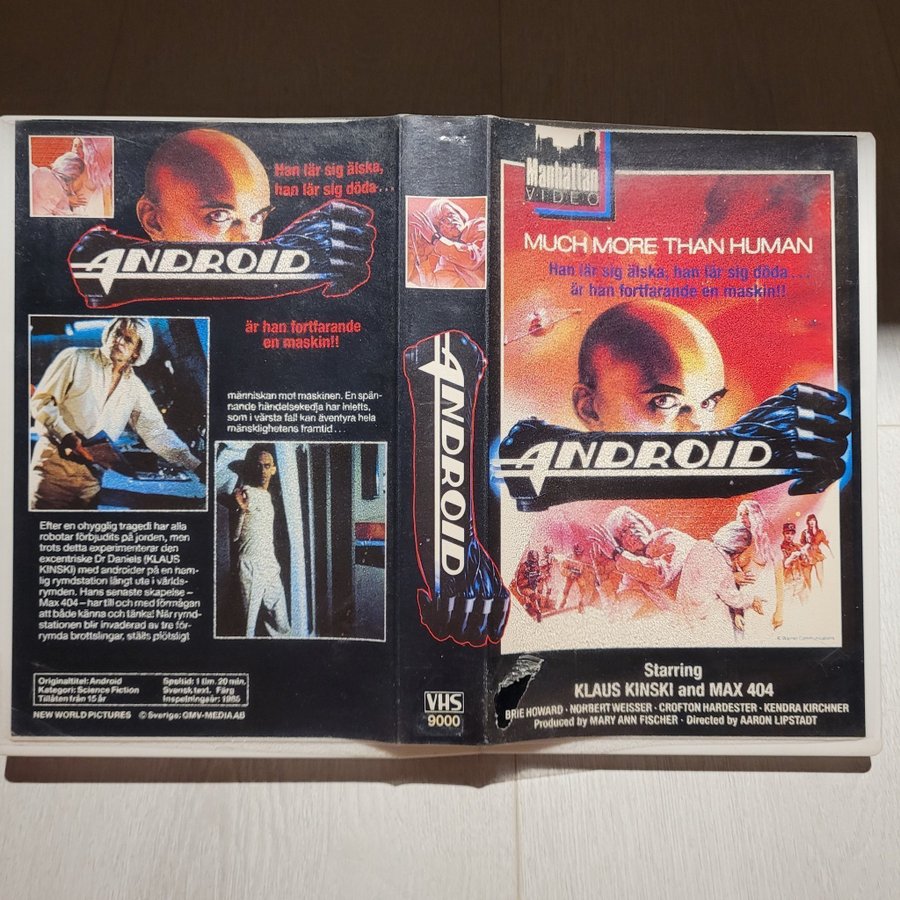 Han lär sig älska,
han lär sig döda...
ANDROID
är han fortfarande
en maskin!!
människan mot maskinen. En spän-
nande händelsekedja har inletts,
som i värsta fall kan äventyra hela
mänsklighetens framtid...
Efter en ohygglig tragedi har alla
robotar förbjudits på jorden, men
trots detta experimenterar den
excentriske Dr Daniels (KLAUS
KINSKI) med androider på en hem-
lig rymdstation långt ute i världs-
rymden. Hans senaste skapelse –
Max 404 – har till och med förmågan
att både känna och tänka! När rymd-
stationen blir invaderad av tre för-
rymda brottslingar, ställs plötsligt
Originaltitel: Android
Kategori: Science Fiction
Tillåten från 15 år
Speltid: 1 tim. 20 min.
Svensk text. Färg
Inspelningsår: 1985
NEW WORLD PICTURES © Sverige: GMV-MEDIA AB
ANDROID
VHS
9000
Manhattan
VIDEO
MUCH MORE THAN HUMAN
Han lär sig älska, han lär sig döda....
är han fortfarande en maskin!!
ANDROID
© Warner Communications
Starring
KLAUS KINSKI and MAX 404
BRIE HOWARD · NORBERT WEISSER · CROFTON HARDESTER · KENDRA KIRCHNER
Produced by MARY ANN FISCHER · Directed by AARON LIPSTADT